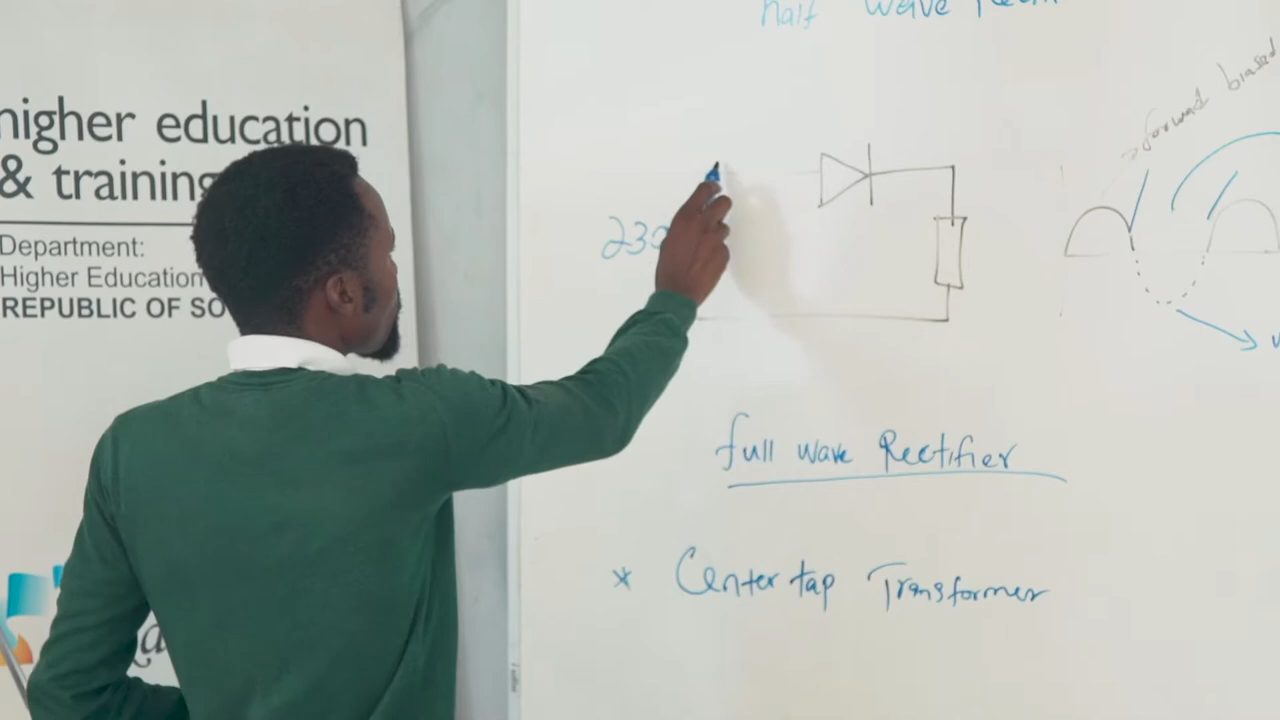 higher education
& training
Department:
Higher Education
REPUBLIC OF SO
half wave
forward biased
230
full wave Rectifier
* Center tap Transformer